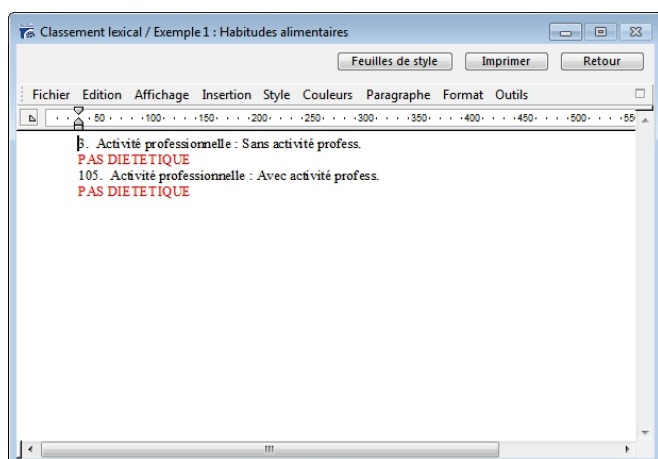 Classement lexical / Exemple 1 : Habitudes alimentaires
Feuilles de style Imprimer Retour
Fichier Edition Affichage Insertion Style Couleurs Paragraphe Format Outils
50 100 150 200 250 300 350 400 450 500 55
3. Activité professionnelle : Sans activité profess.
PAS DIETETIQUE
105. Activité professionnelle : Avec activité profess.
PAS DIETETIQUE